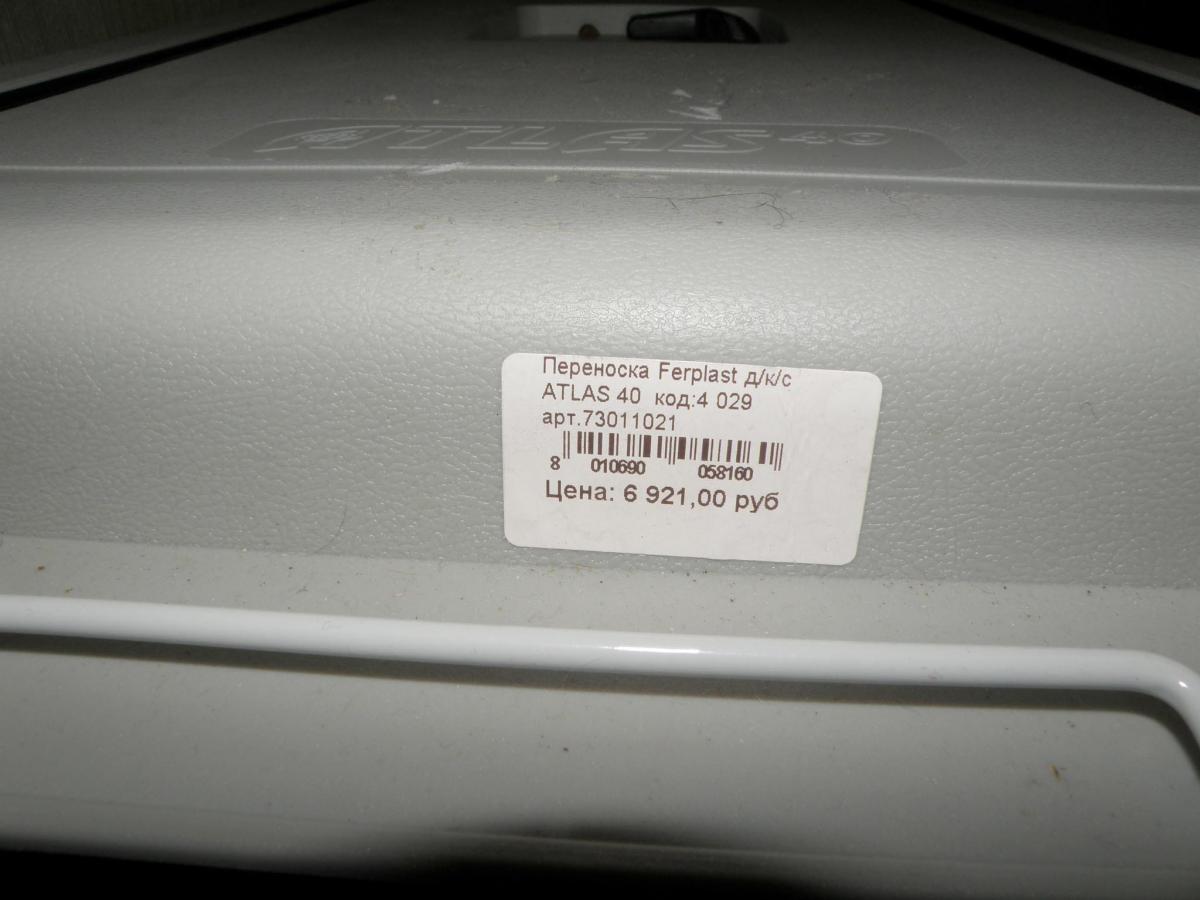 ATLAS 40
Переноска Ferplast д/к/с
ATLAS 40 код:4 029
арт.73011021
8 010690 058160
Цена: 6 921,00 руб